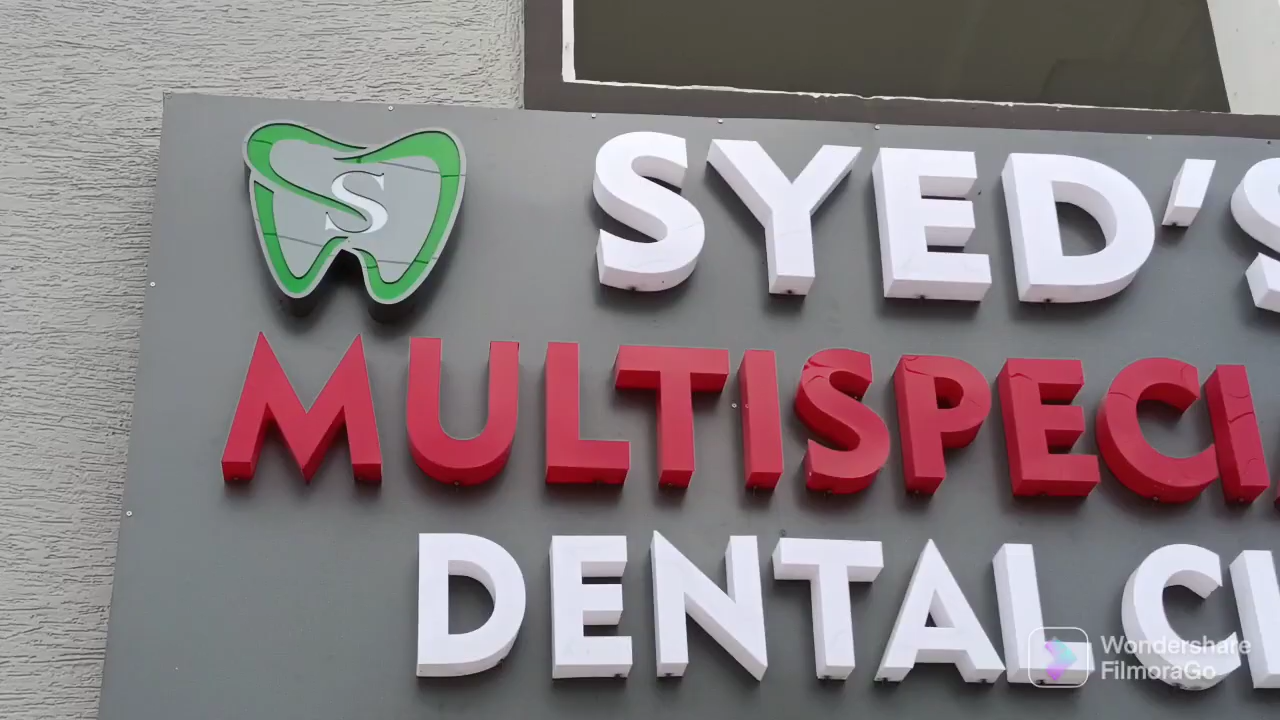 S
SYED'S
MULTISPECI
DENTAL CL
Wondershare
FilmoraGo